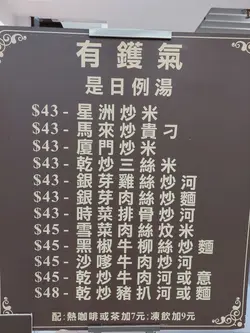 有鑊氣
是日例湯
$43 - 星洲炒米
$43 - 馬來炒貴刁
$43 - 廈門炒米
$43 - 乾炒三絲米
$43 - 銀芽雞絲炒河
$43 - 銀芽肉絲炒麵
$43 - 時菜排骨炒河
$45 - 雪菜肉絲炆米
$45 - 黑椒牛柳絲炒麵
$45 - 沙嗲牛肉炒河
$45 - 乾炒牛肉河或意
$48 - 乾炒豬扒河或麵
配:熱咖啡或茶加7元:凍飲加9元